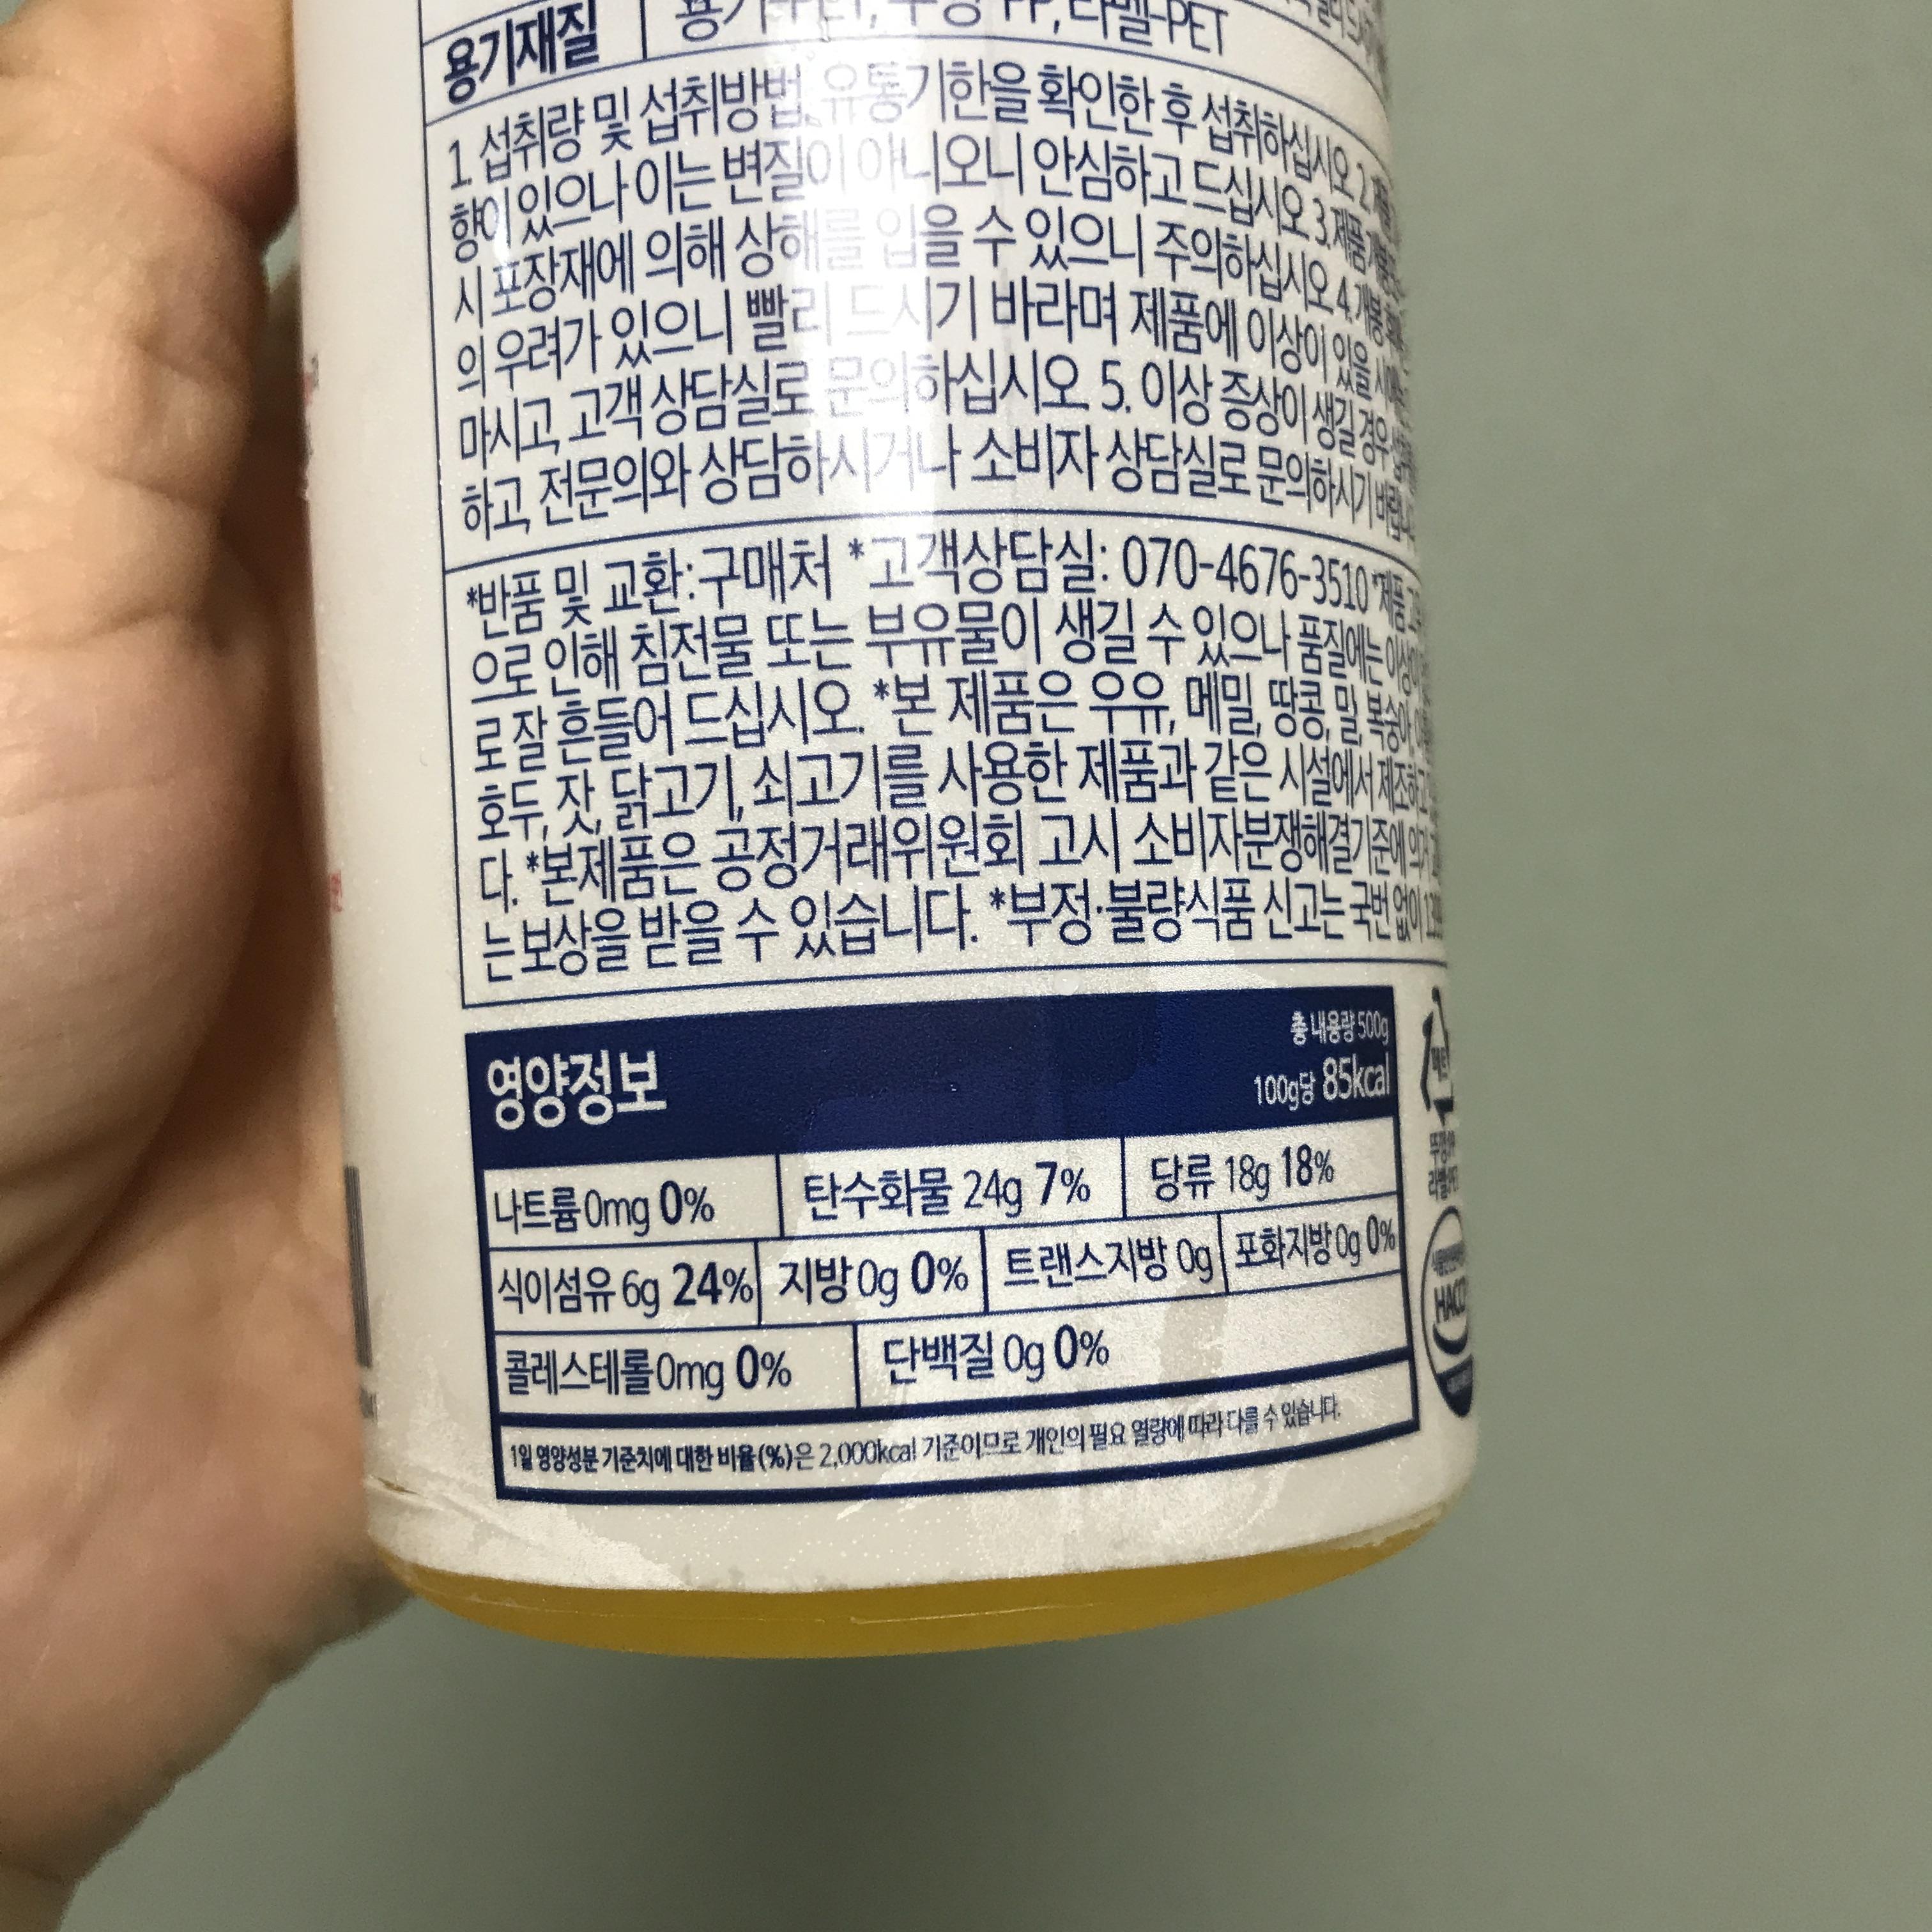 용기재질 용기-PET, 뚜껑-PP, 라벨-PET
1. 섭취량 및 섭취방법, 유통기한을 확인한 후 섭취하십시오. 2.
향이 있으나 이는 변질이 아니오니 안심하고 드십시오. 3. 제품
시 포장재에 의해 상해를 입을 수 있으니 주의하십시오. 4. 개봉
의 우려가 있으니 빨리 드시기 바라며 제품에 이상이 있을 시
마시고, 고객 상담실로 문의하십시오. 5. 이상 증상이 생길 경우
하고, 전문의와 상담하시거나 소비자 상담실로 문의하시기
*반품 및 교환:구매처 *고객상담실: 070-4676-3510 *제품
으로 인해 침전물 또는 부유물이 생길 수 있으나 품질에는
로 잘 흔들어 드십시오. *본 제품은 우유, 메밀, 땅콩, 밀, 복숭아,
호두, 잣, 닭고기, 쇠고기를 사용한 제품과 같은 시설에서 제조하고
다. *본제품은 공정거래위원회 고시 소비자분쟁해결기준에
는 보상을 받을 수 있습니다. *부정·불량식품 신고는 국번 없이
영양정보
총 내용량 500g
100g당 85kcal
나트륨 0mg 0% 탄수화물 24g 7% 당류 18g 18%
식이섬유 6g 24% 지방 0g 0% 트랜스지방 0g 포화지방 0g 0%
콜레스테롤 0mg 0% 단백질 0g 0%
1일 영양성분 기준치에 대한 비율(%)은 2,000kcal 기준이므로 개인의 필요 열량에 따라 다를 수 있습니다.